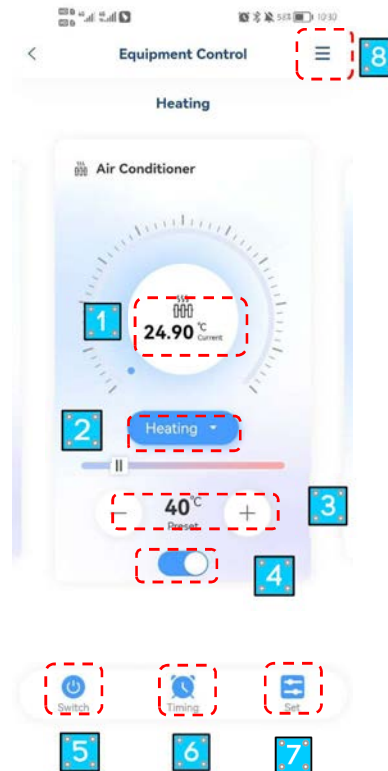 53% 10:30
Equipment Control
8
Heating
Air Conditioner
1
24.90 °C
Current
2
Heating
40 °C
Preset
3
4
Switch
Timing
Set
5
6
7